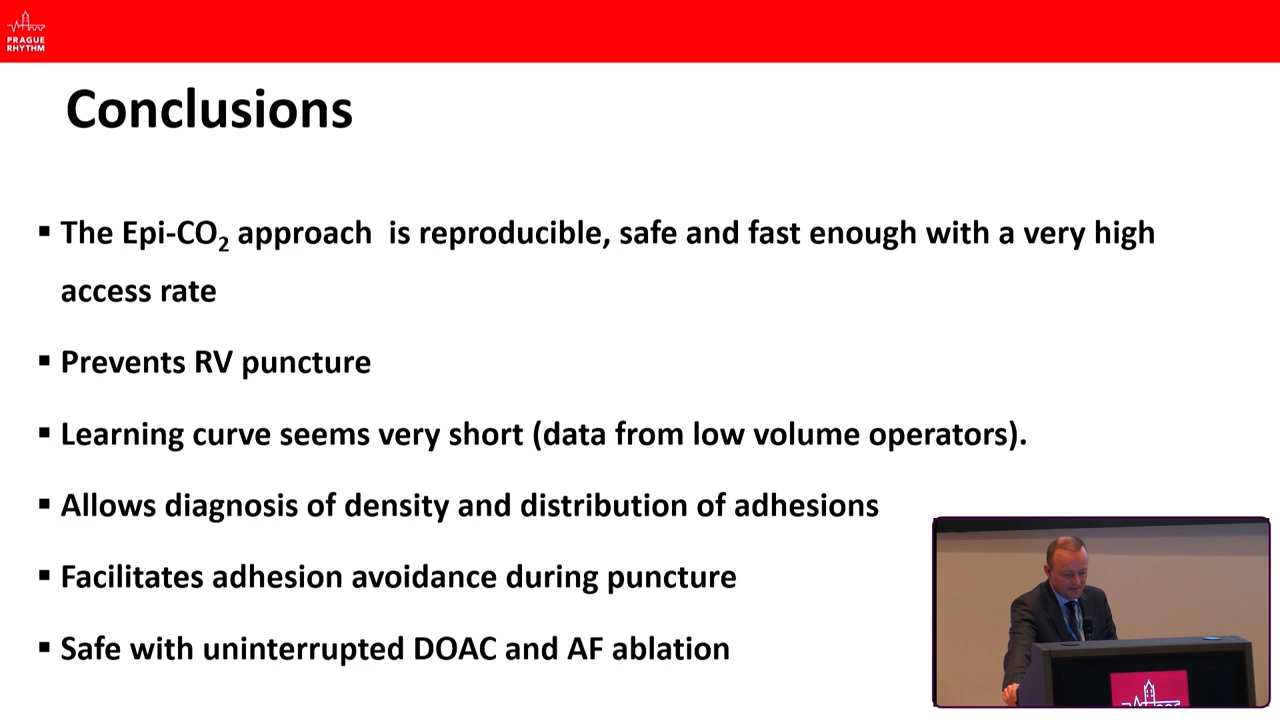 PRAGUE
RHYTHM
Conclusions
▪ The Epi-CO₂ approach  is reproducible, safe and fast enough with a very high
access rate
▪ Prevents RV puncture
▪ Learning curve seems very short (data from low volume operators).
▪ Allows diagnosis of density and distribution of adhesions
▪ Facilitates adhesion avoidance during puncture
▪ Safe with uninterrupted DOAC and AF ablation